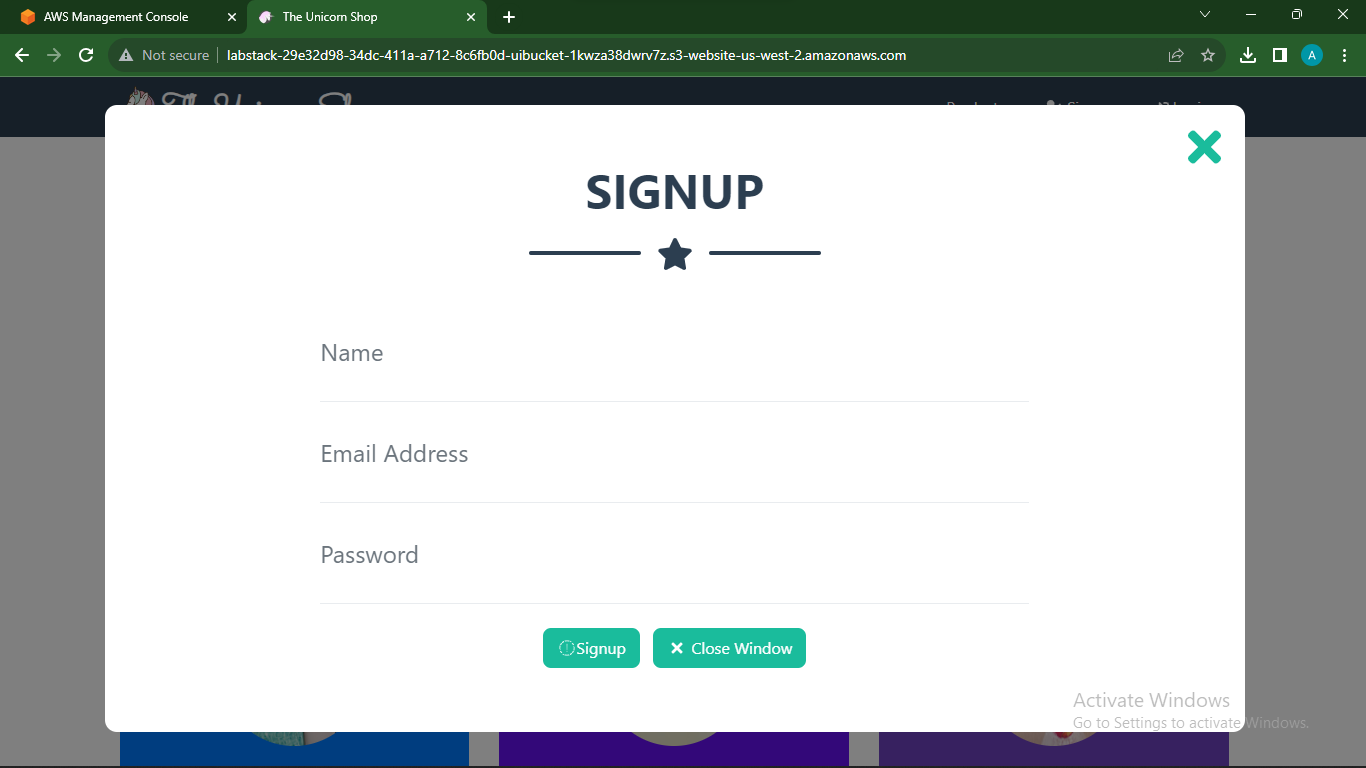 AWS Management Console
The Unicorn Shop
Not secure
labstack-29e32d98-34dc-411a-a712-8c6fb0d-uibucket-1kwza38dwrv7z.s3-website-us-west-2.amazonaws.com
A
SIGNUP
Name
Email Address
Password
Signup
Close Window
Activate Windows
Go to Settings to activate Windows.